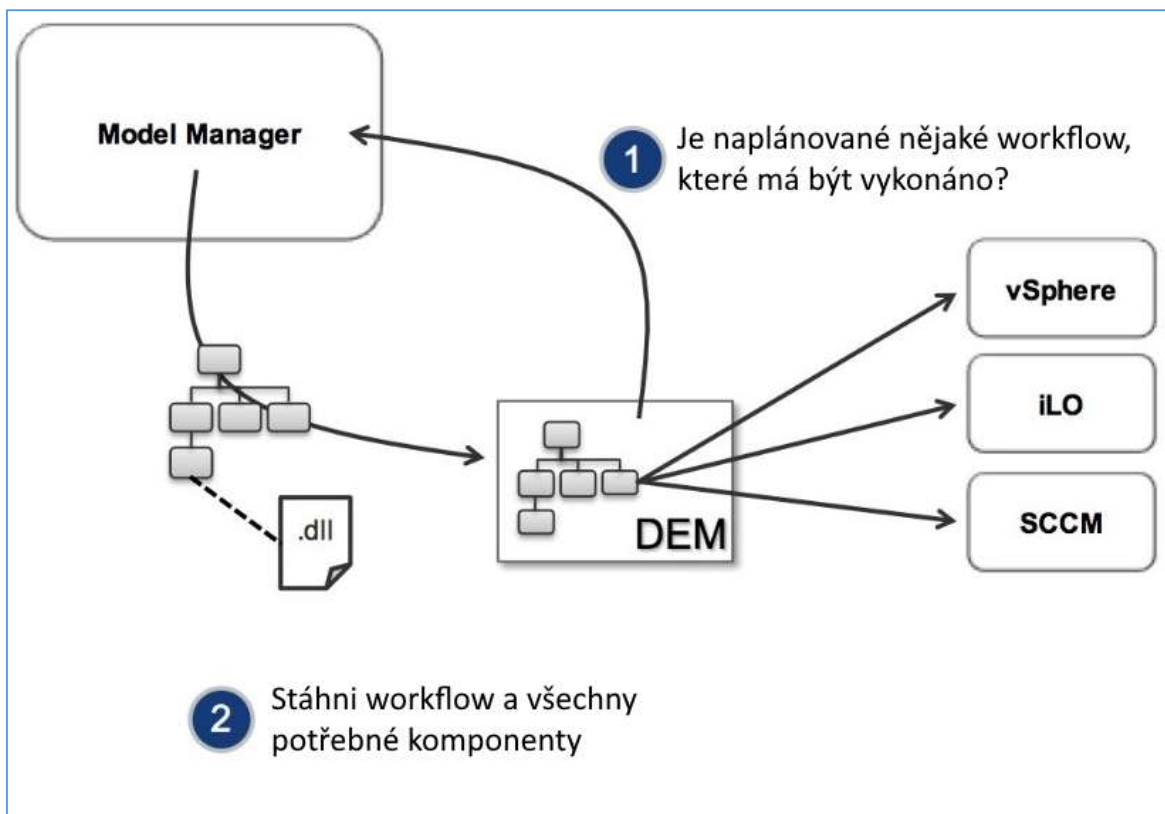 Model Manager
1
Je naplánované nějaké workflow,
které má být vykonáno?
vSphere
iLO
SCCM
.dll
DEM
2
Stáhni workflow a všechny
potřebné komponenty